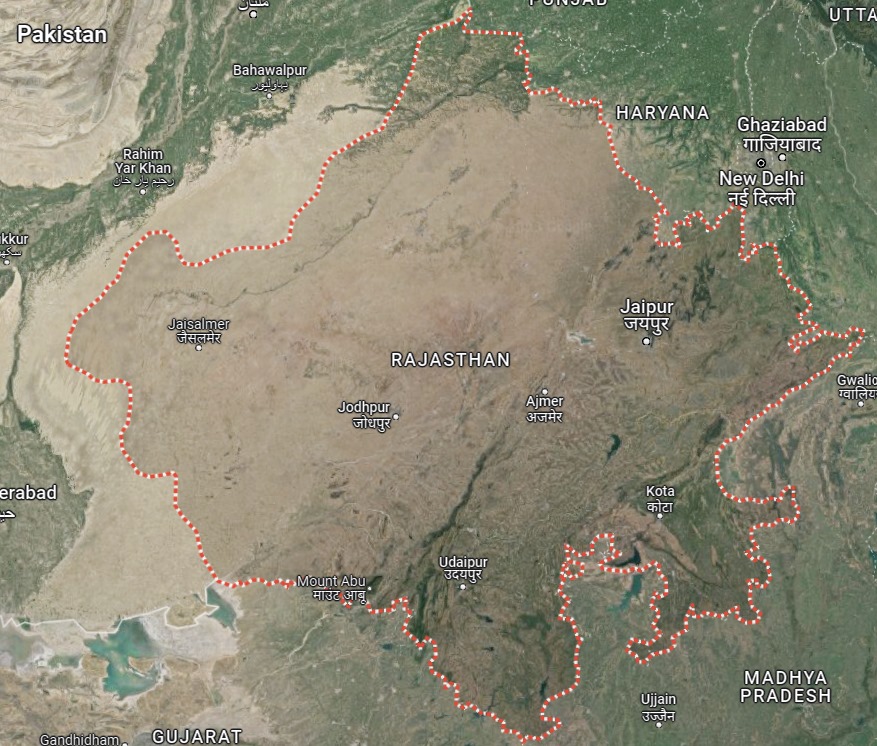 PUNJAB
ملتان
UTTA
Pakistan
Bahawalpur
بہاولپور
HARYANA
Ghaziabad
गाज़ियाबाद
Rahim
Yar Khan
رحیم یار خان
New Delhi
नई दिल्ली
kkur
سکھر
Jaipur
जयपुर
Jaisalmer
जैसलमेर
RAJASTHAN
Gwalio
ग्वालियर
Ajmer
अजमेर
Jodhpur
जोधपुर
erabad
حید
Kota
कोटा
Udaipur
उदयपुर
Mount Abu
माउंट आबू
MADHYA
PRADESH
Ujjain
उज्जैन
Gandhidham
GUJARAT